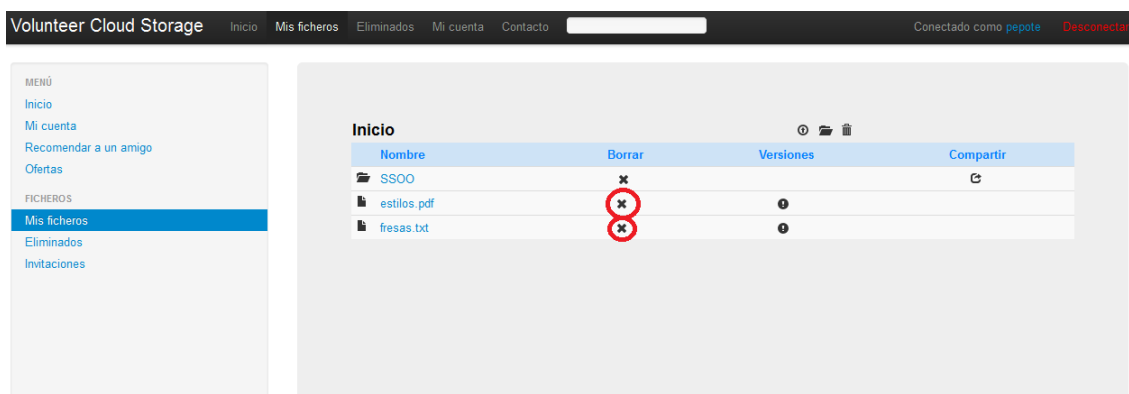 Volunteer Cloud Storage Inicio Mis ficheros Eliminados Mi cuenta Contacto Conectado como pepote Desconectar
MENÚ
Inicio
Mi cuenta
Recomendar a un amigo
Ofertas
FICHEROS
Mis ficheros
Eliminados
Invitaciones
Inicio
Nombre Borrar Versiones Compartir
SSOO
estilos.pdf
fresas.txt